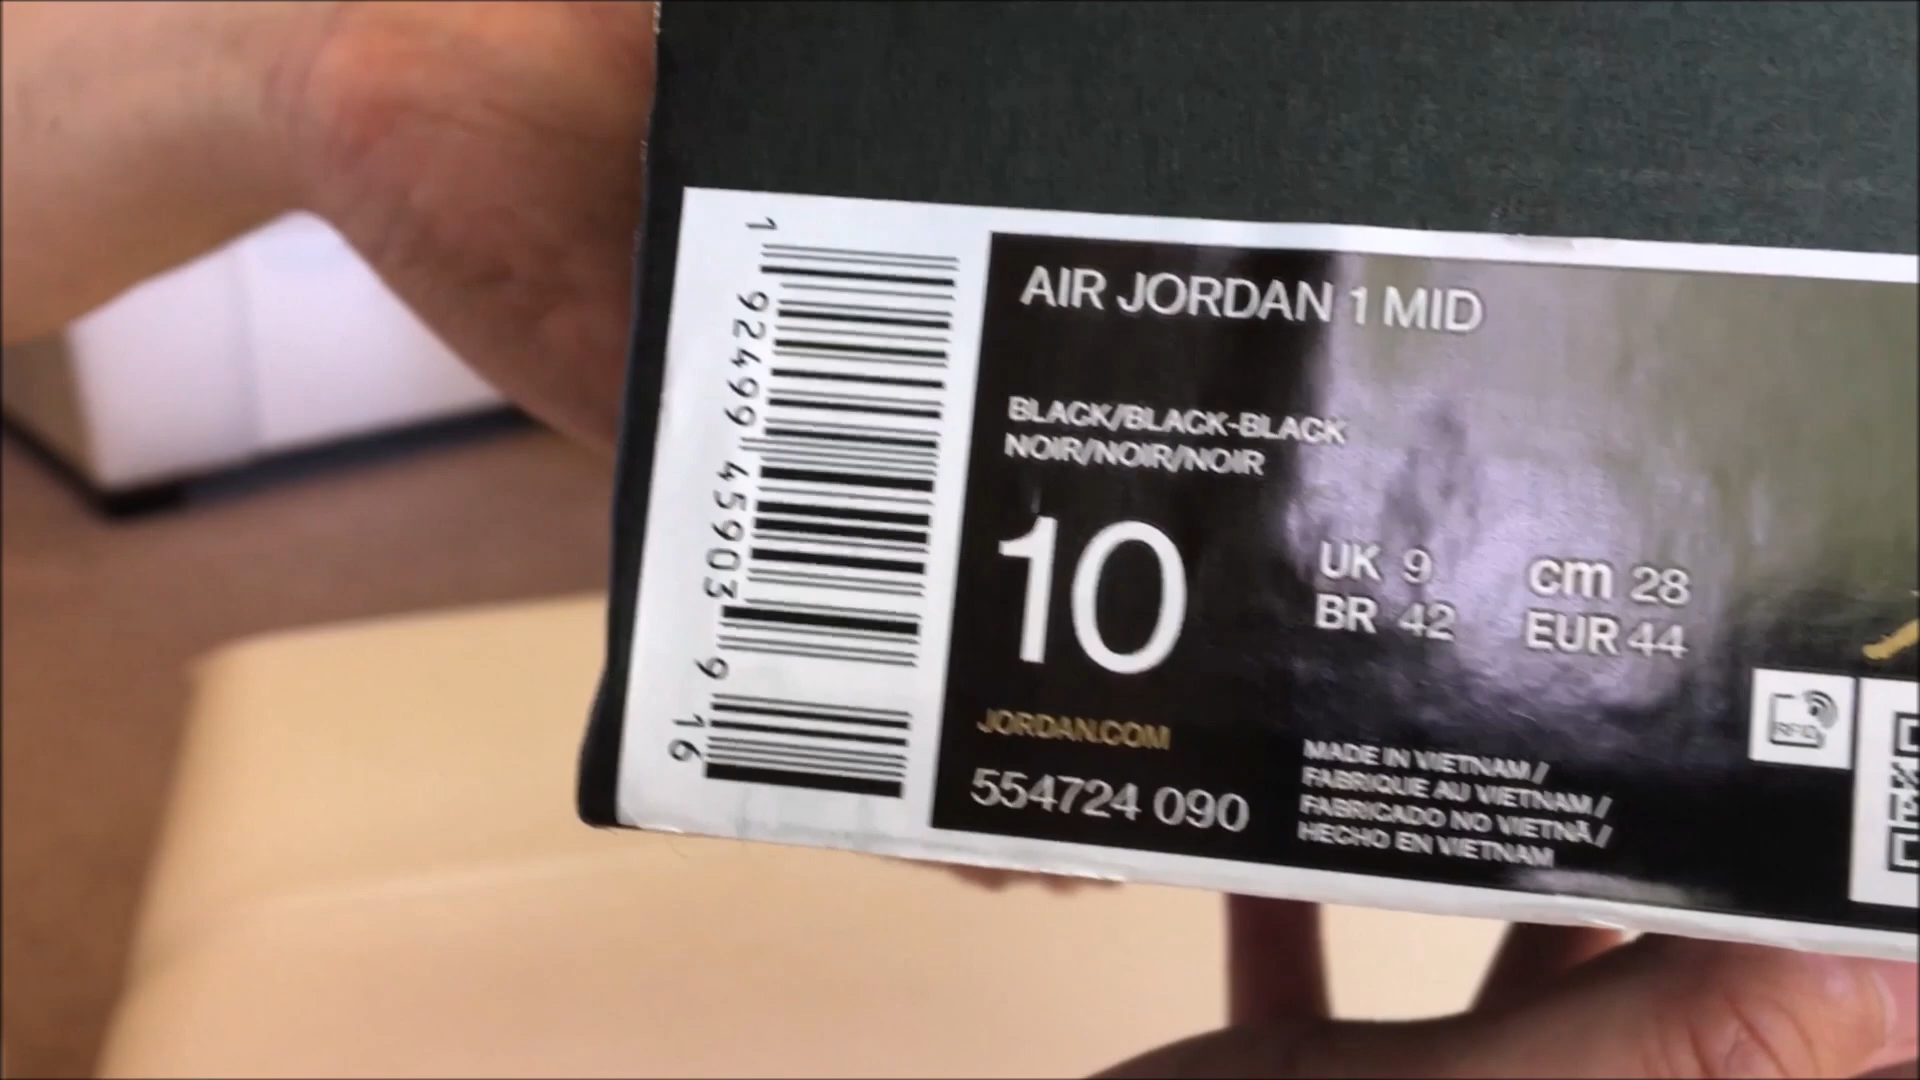 1 92499 45903 9 16
AIR JORDAN 1 MID
BLACK/BLACK-BLACK
NOIR/NOIR/NOIR
10
UK 9 cm 28
BR 42 EUR 44
JORDAN.COM
554724 090
MADE IN VIETNAM /
FABRIQUE AU VIETNAM /
FABRICADO NO VIETNÃ /
HECHO EN VIETNAM
RFID